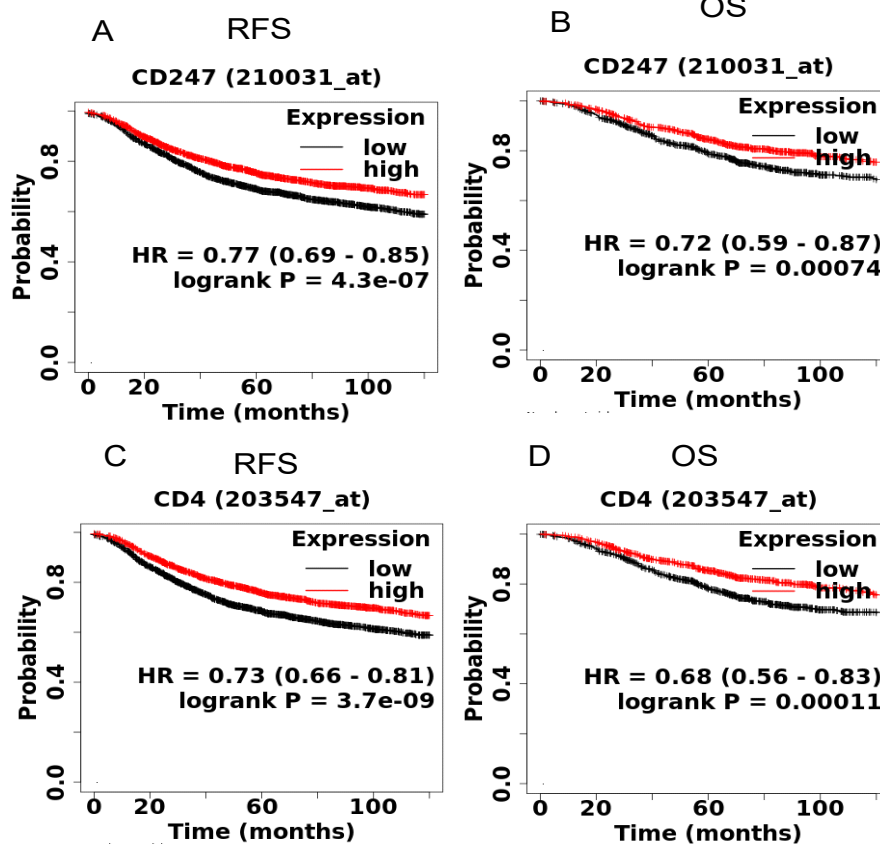 A
RFS
CD247 (210031_at)
Expression
low
high
Probability
0.8
0.4
0.0
HR = 0.77 (0.69 - 0.85)
logrank P = 4.3e-07
0
20
60
100
Time (months)
B
OS
CD247 (210031_at)
Expression
low
high
Probability
0.8
0.4
0.0
HR = 0.72 (0.59 - 0.87)
logrank P = 0.00074
0
20
60
100
Time (months)
C
RFS
CD4 (203547_at)
Expression
low
high
Probability
0.8
0.4
0.0
HR = 0.73 (0.66 - 0.81)
logrank P = 3.7e-09
0
20
60
100
Time (months)
D
OS
CD4 (203547_at)
Expression
low
high
Probability
0.8
0.4
0.0
HR = 0.68 (0.56 - 0.83)
logrank P = 0.00011
0
20
60
100
Time (months)